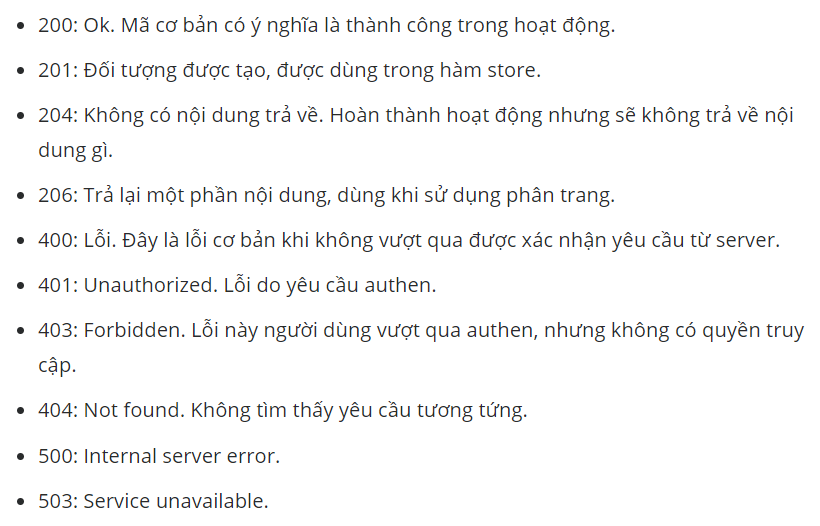 200: Ok. Mã cơ bản có ý nghĩa là thành công trong hoạt động.
201: Đối tượng được tạo, được dùng trong hàm store.
204: Không có nội dung trả về. Hoàn thành hoạt động nhưng sẽ không trả về nội
dung gì.
206: Trả lại một phần nội dung, dùng khi sử dụng phân trang.
400: Lỗi. Đây là lỗi cơ bản khi không vượt qua được xác nhận yêu cầu từ server.
401: Unauthorized. Lỗi do yêu cầu authen.
403: Forbidden. Lỗi này người dùng vượt qua authen, nhưng không có quyền truy
cập.
404: Not found. Không tìm thấy yêu cầu tương tứng.
500: Internal server error.
503: Service unavailable.